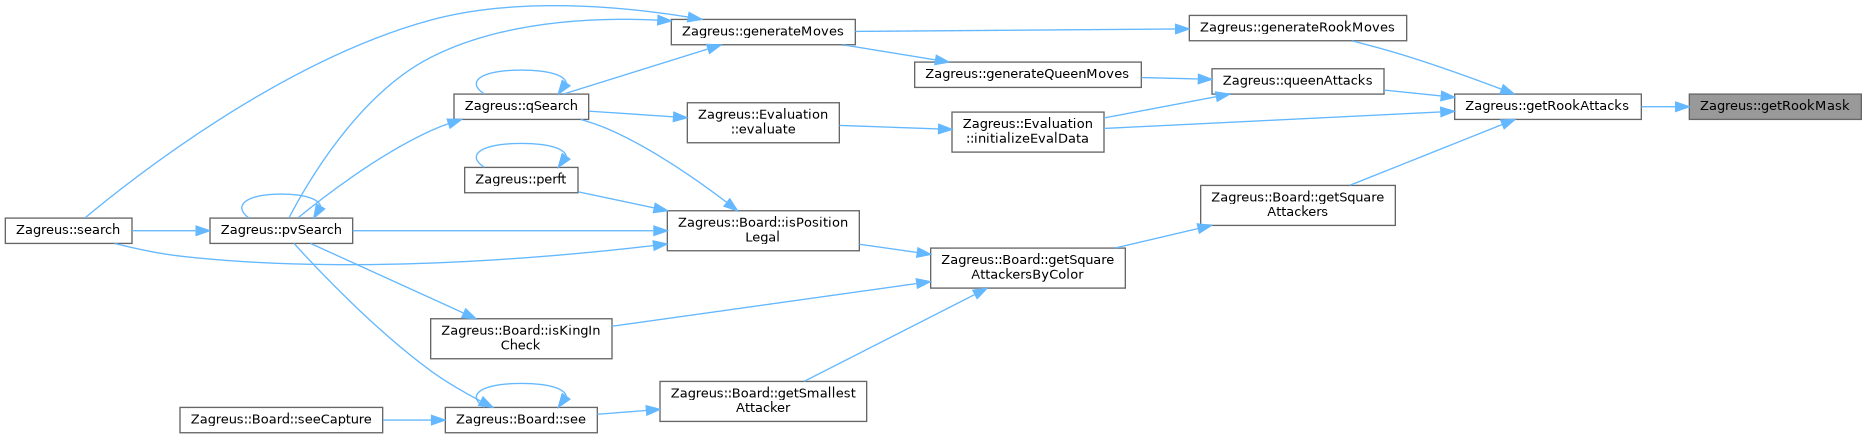 Zagreus::generateMoves
Zagreus::generateRookMoves
Zagreus::generateQueenMoves
Zagreus::queenAttacks
Zagreus::qSearch
Zagreus::Evaluation
::evaluate
Zagreus::Evaluation
::initializeEvalData
Zagreus::getRookAttacks
Zagreus::getRookMask
Zagreus::perft
Zagreus::Board::getSquare
Attackers
Zagreus::search
Zagreus::pvSearch
Zagreus::Board::isPosition
Legal
Zagreus::Board::getSquare
AttackersByColor
Zagreus::Board::isKingIn
Check
Zagreus::Board::getSmallest
Attacker
Zagreus::Board::seeCapture
Zagreus::Board::see